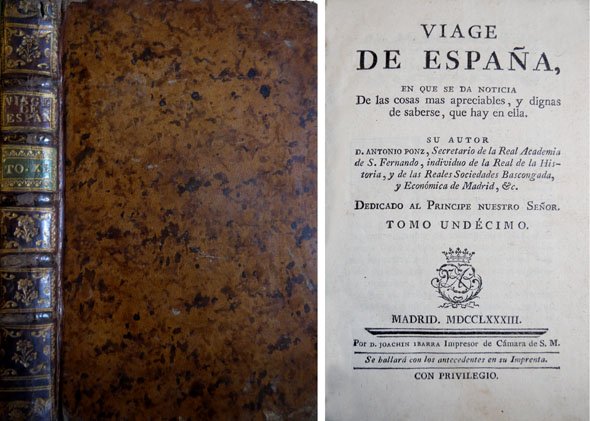 VIAGE
DE
ESPAÑ
TO. XI
VIAGE
DE ESPAÑA,
EN QUE SE DA NOTICIA
De las cosas mas apreciables, y dignas
de saberse, que hay en ella.
SU AUTOR
D. ANTONIO PONZ, Secretario de la Real Academia
de S. Fernando, individuo de la Real de la His-
toria, y de las Reales Sociedades Bascongada,
y Económica de Madrid, &c.
DEDICADO AL PRINCIPE NUESTRO SEÑOR.
TOMO UNDÉCIMO.
MADRID. MDCCLXXXIII.
Por D. JOACHIN IBARRA Impresor de Cámara de S. M.
Se hallará con los antecedentes en su Imprenta.
CON PRIVILEGIO.